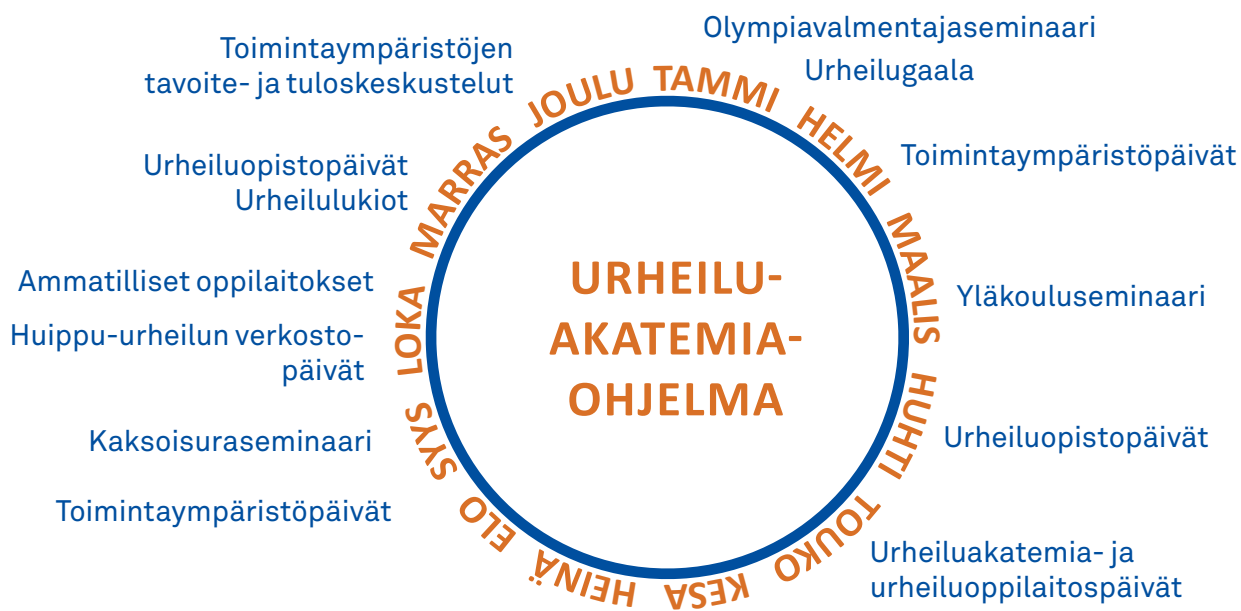 Olympiavalmentajaseminaari
Urheilugaala
Toimintaympäristöjen
tavoite- ja tuloskeskustelut
TAMMI
HELMI
MAALIS
HUHTI
TOUKO
KESA
HEINÄ
ELO
SYYS
LOKA
MARRAS
JOULU
Toimintaympäristöpäivät
Urheiluopistopäivät
Urheilulukiot
Yläkouluseminaari
Ammatilliset oppilaitokset
Huippu-urheilun verkosto-
päivät
URHEILU-
AKATEMIA-
OHJELMA
Urheiluopistopäivät
Kaksoisuraseminaari
Toimintaympäristöpäivät
Urheiluakatemia- ja
urheiluoppilaitospäivät